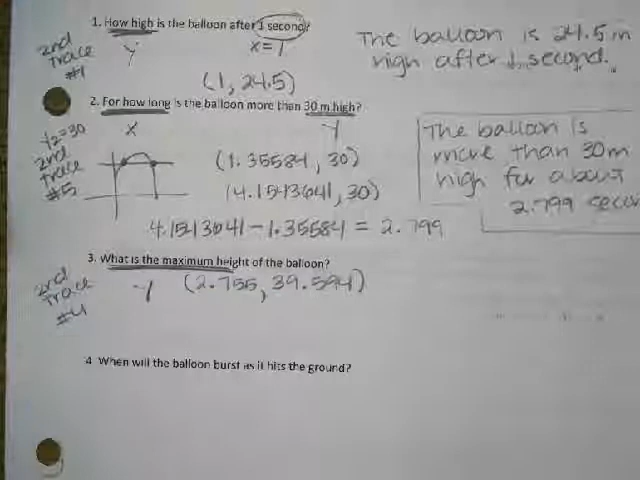 1. How high is the balloon after 1 second?
2nd
Trace
#1
y
x=1
The balloon is 24.5 m
high after 1 second.
(1, 24.5)
2. For how long is the balloon more than 30 m high?
x
y
Y2=30
2nd
Trace
#5
(1.35584, 30)
(4.1543641, 30)
4.1543641 - 1.35584 = 2.799
The balloon is
more than 30m
high for about
2.799 secon
3. What is the maximum height of the balloon?
2nd
Trace
#4
y
(2.755, 39.594)
4 When will the balloon burst as it hits the ground?